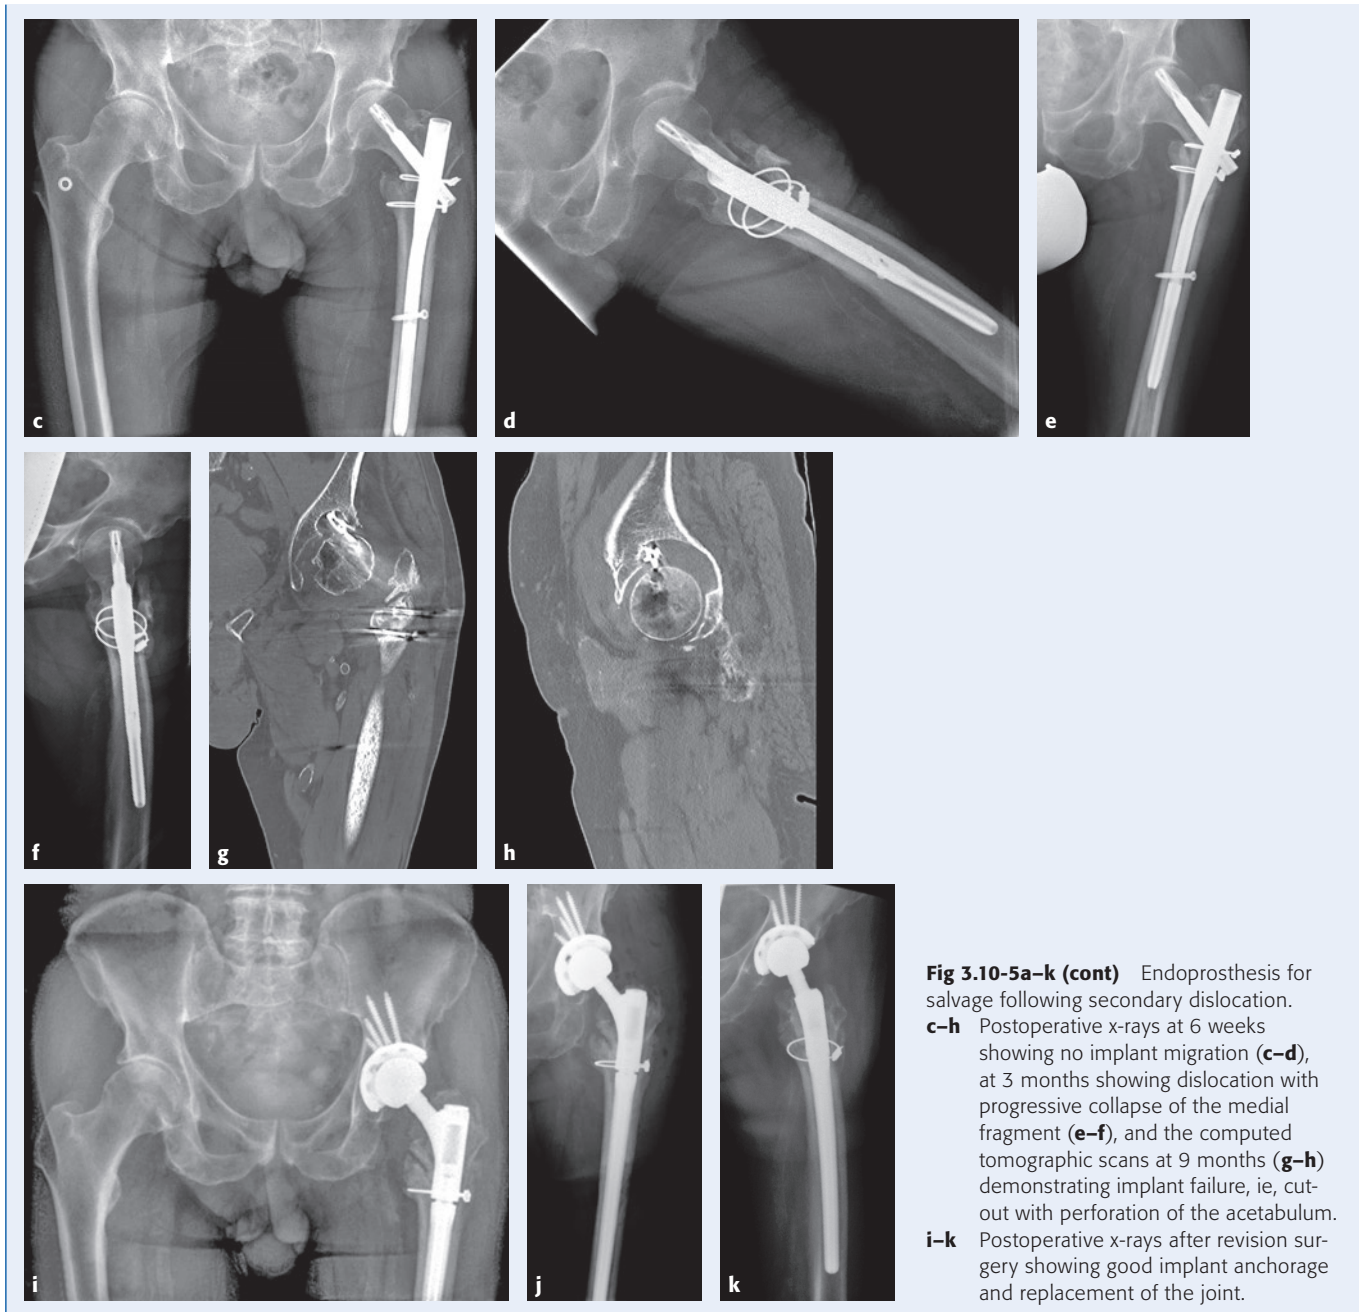 c
d
e
f
g
h
i
j
k
Fig 3.10-5a–k (cont) Endoprosthesis for
salvage following secondary dislocation.
c–h Postoperative x-rays at 6 weeks
showing no implant migration (c–d),
at 3 months showing dislocation with
progressive collapse of the medial
fragment (e–f), and the computed
tomographic scans at 9 months (g–h)
demonstrating implant failure, ie, cut-
out with perforation of the acetabulum.
i–k Postoperative x-rays after revision sur-
gery showing good implant anchorage
and replacement of the joint.